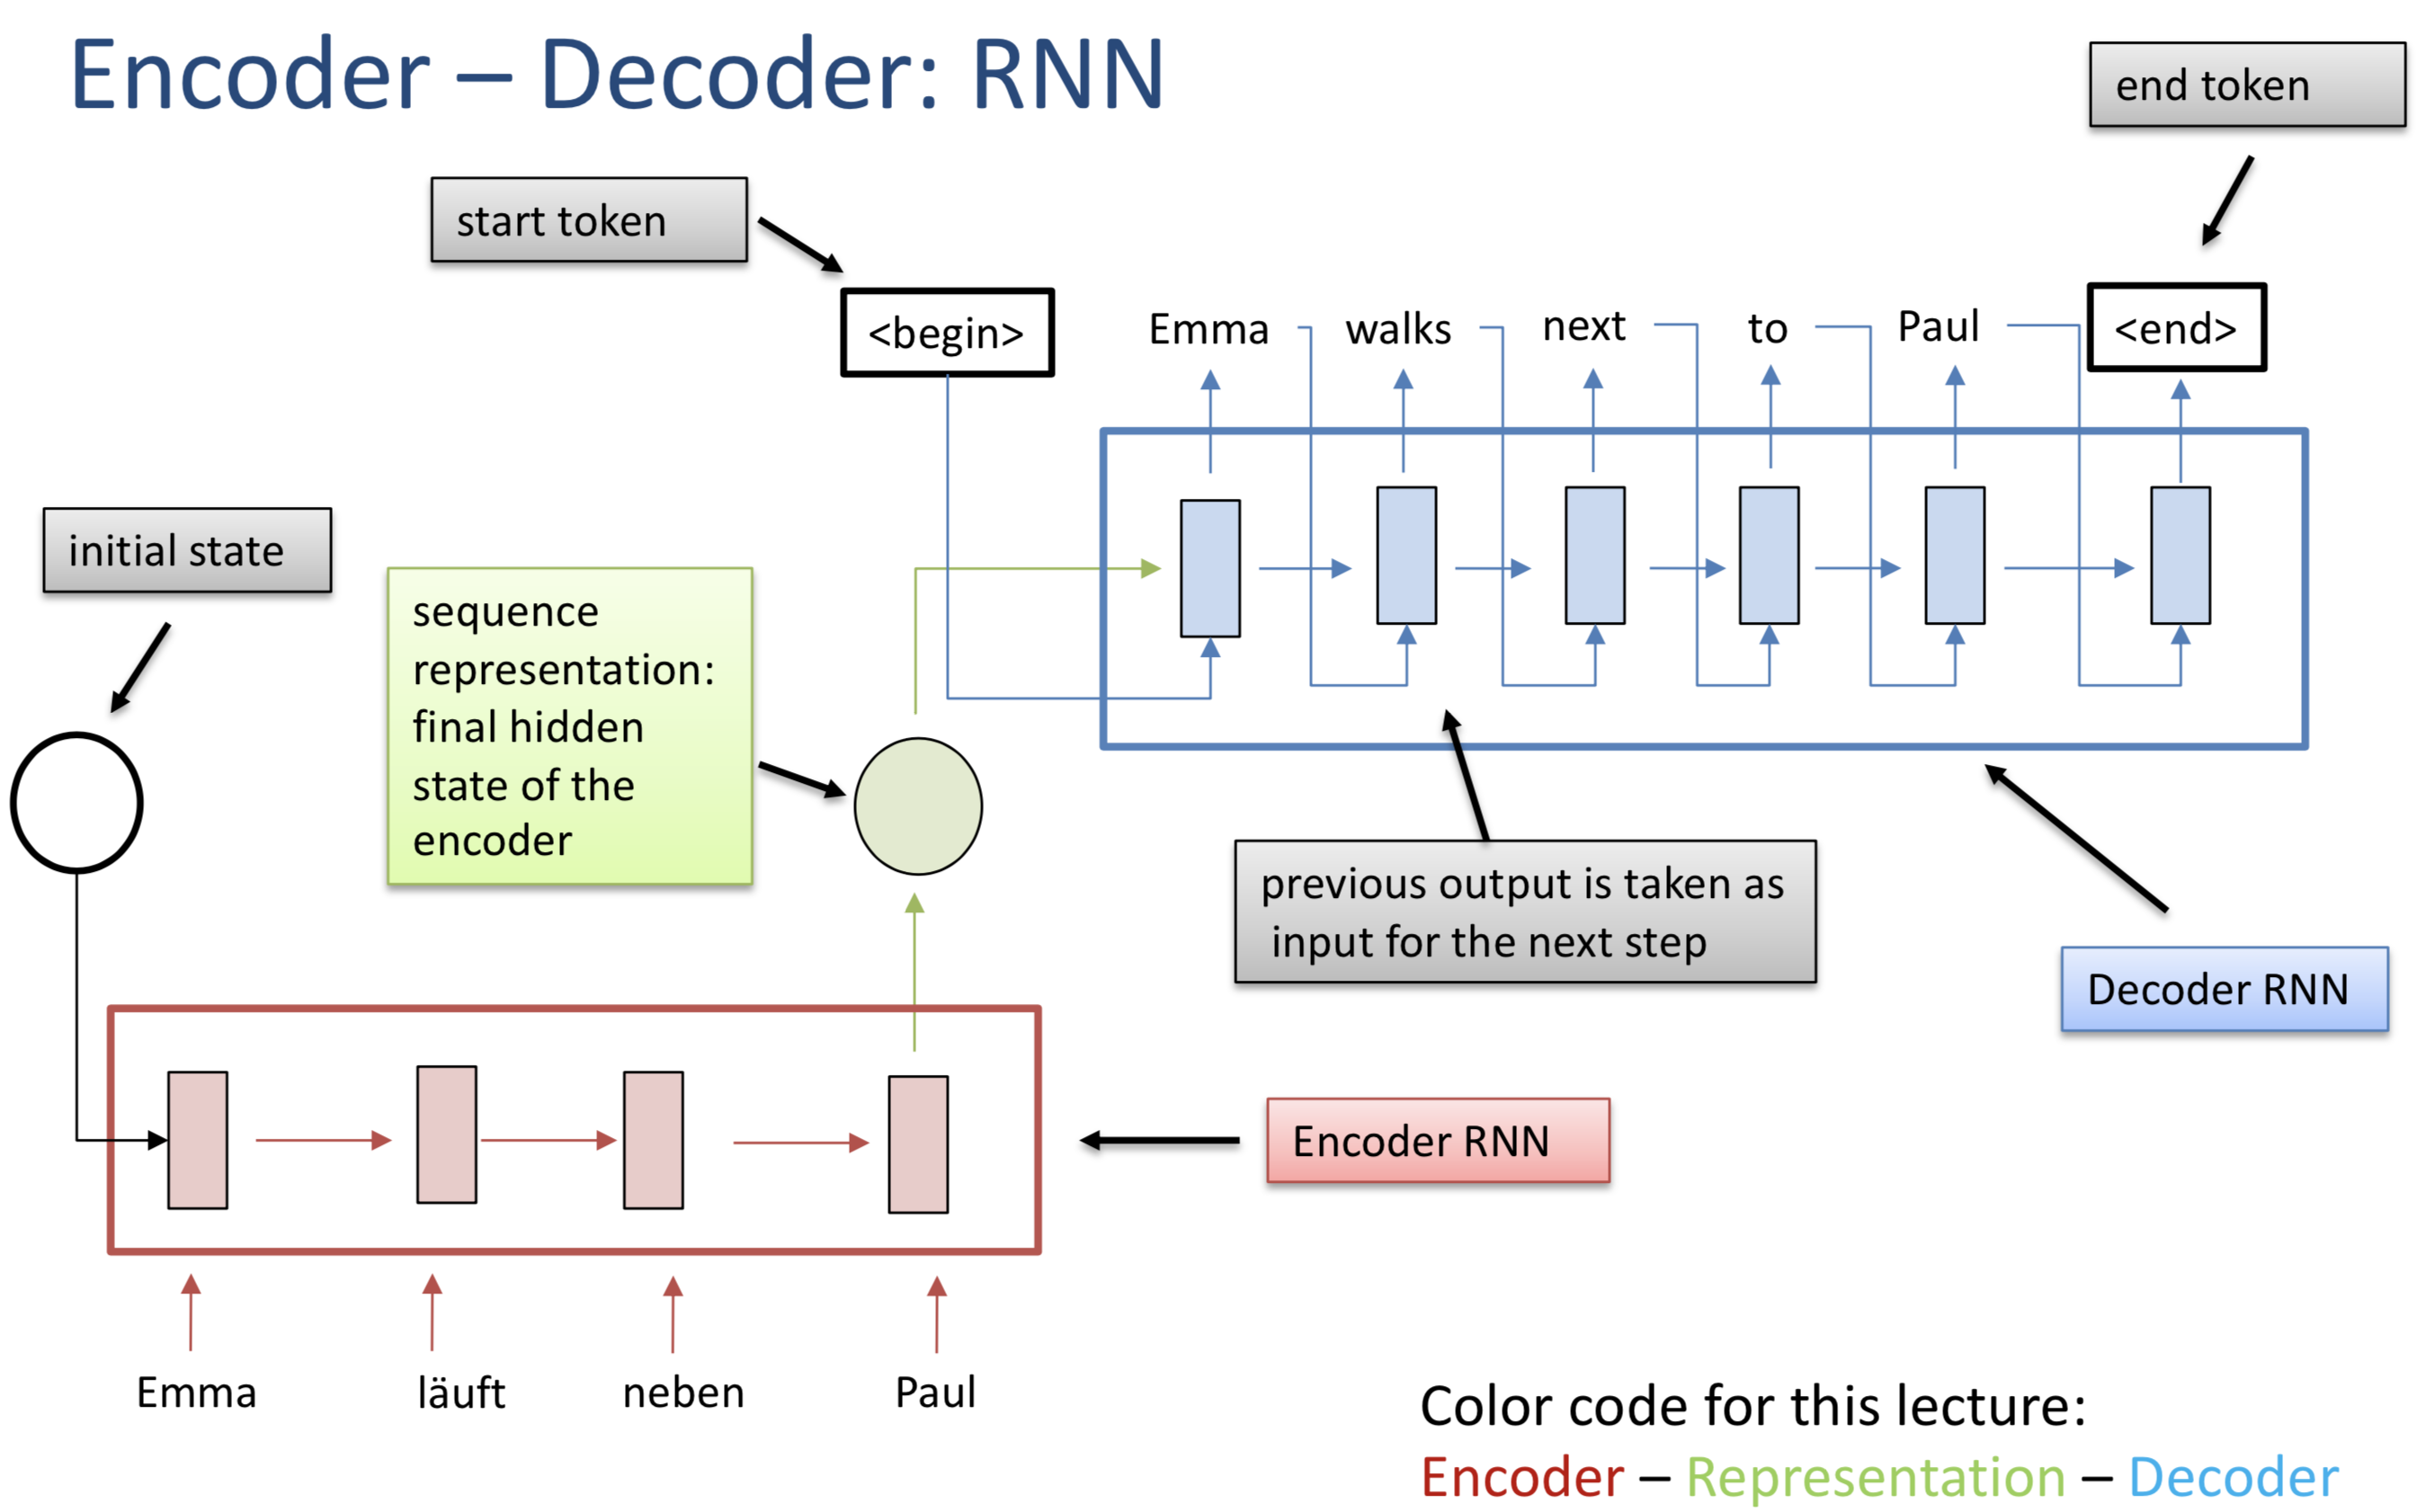 Encoder – Decoder: RNN
end token
start token
<begin>
Emma walks next to Paul <end>
initial state
sequence
representation:
final hidden
state of the
encoder
previous output is taken as
input for the next step
Decoder RNN
Encoder RNN
Emma läuft neben Paul
Color code for this lecture:
Encoder – Representation – Decoder